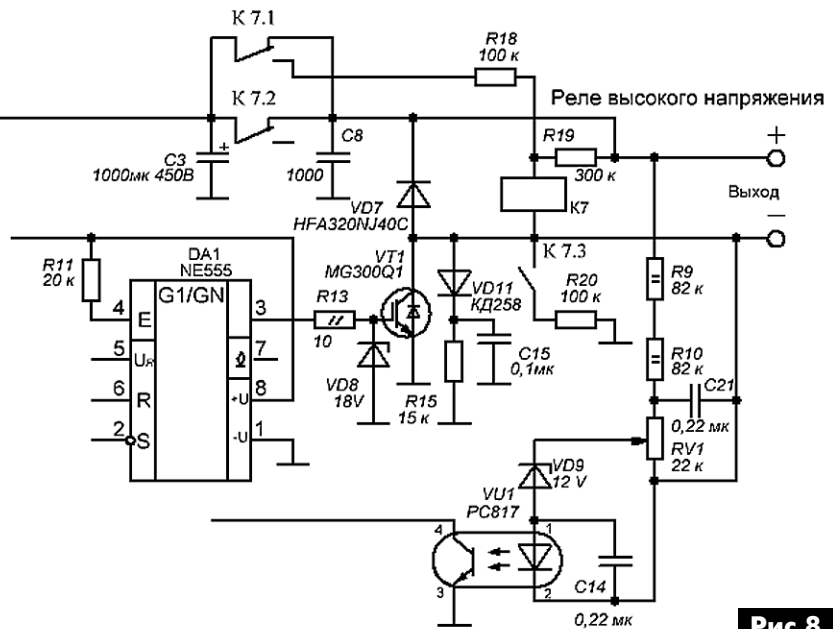 К 7.1
R18
100 к
К 7.2
Реле высокого напряжения
C3
1000мк 450В
+
C8
1000
R19
300 к
+
VD7
HFA320NJ40C
К7
Выход
−
DA1
NE555
VT1
MG300Q1
К 7.3
R11
20 к
G1/GN
4
E
3
R13
10
VD11
КД258
R20
100 к
R9
82 к
5
UR
7
6
R
8
+U
VD8
18V
R15
15 к
C15
0,1мк
R10
82 к
C21
0,22 мк
2
S
1
-U
RV1
22 к
VD9
12 V
VU1
PC817
4
1
3
2
C14
0,22 мк
Рис 8